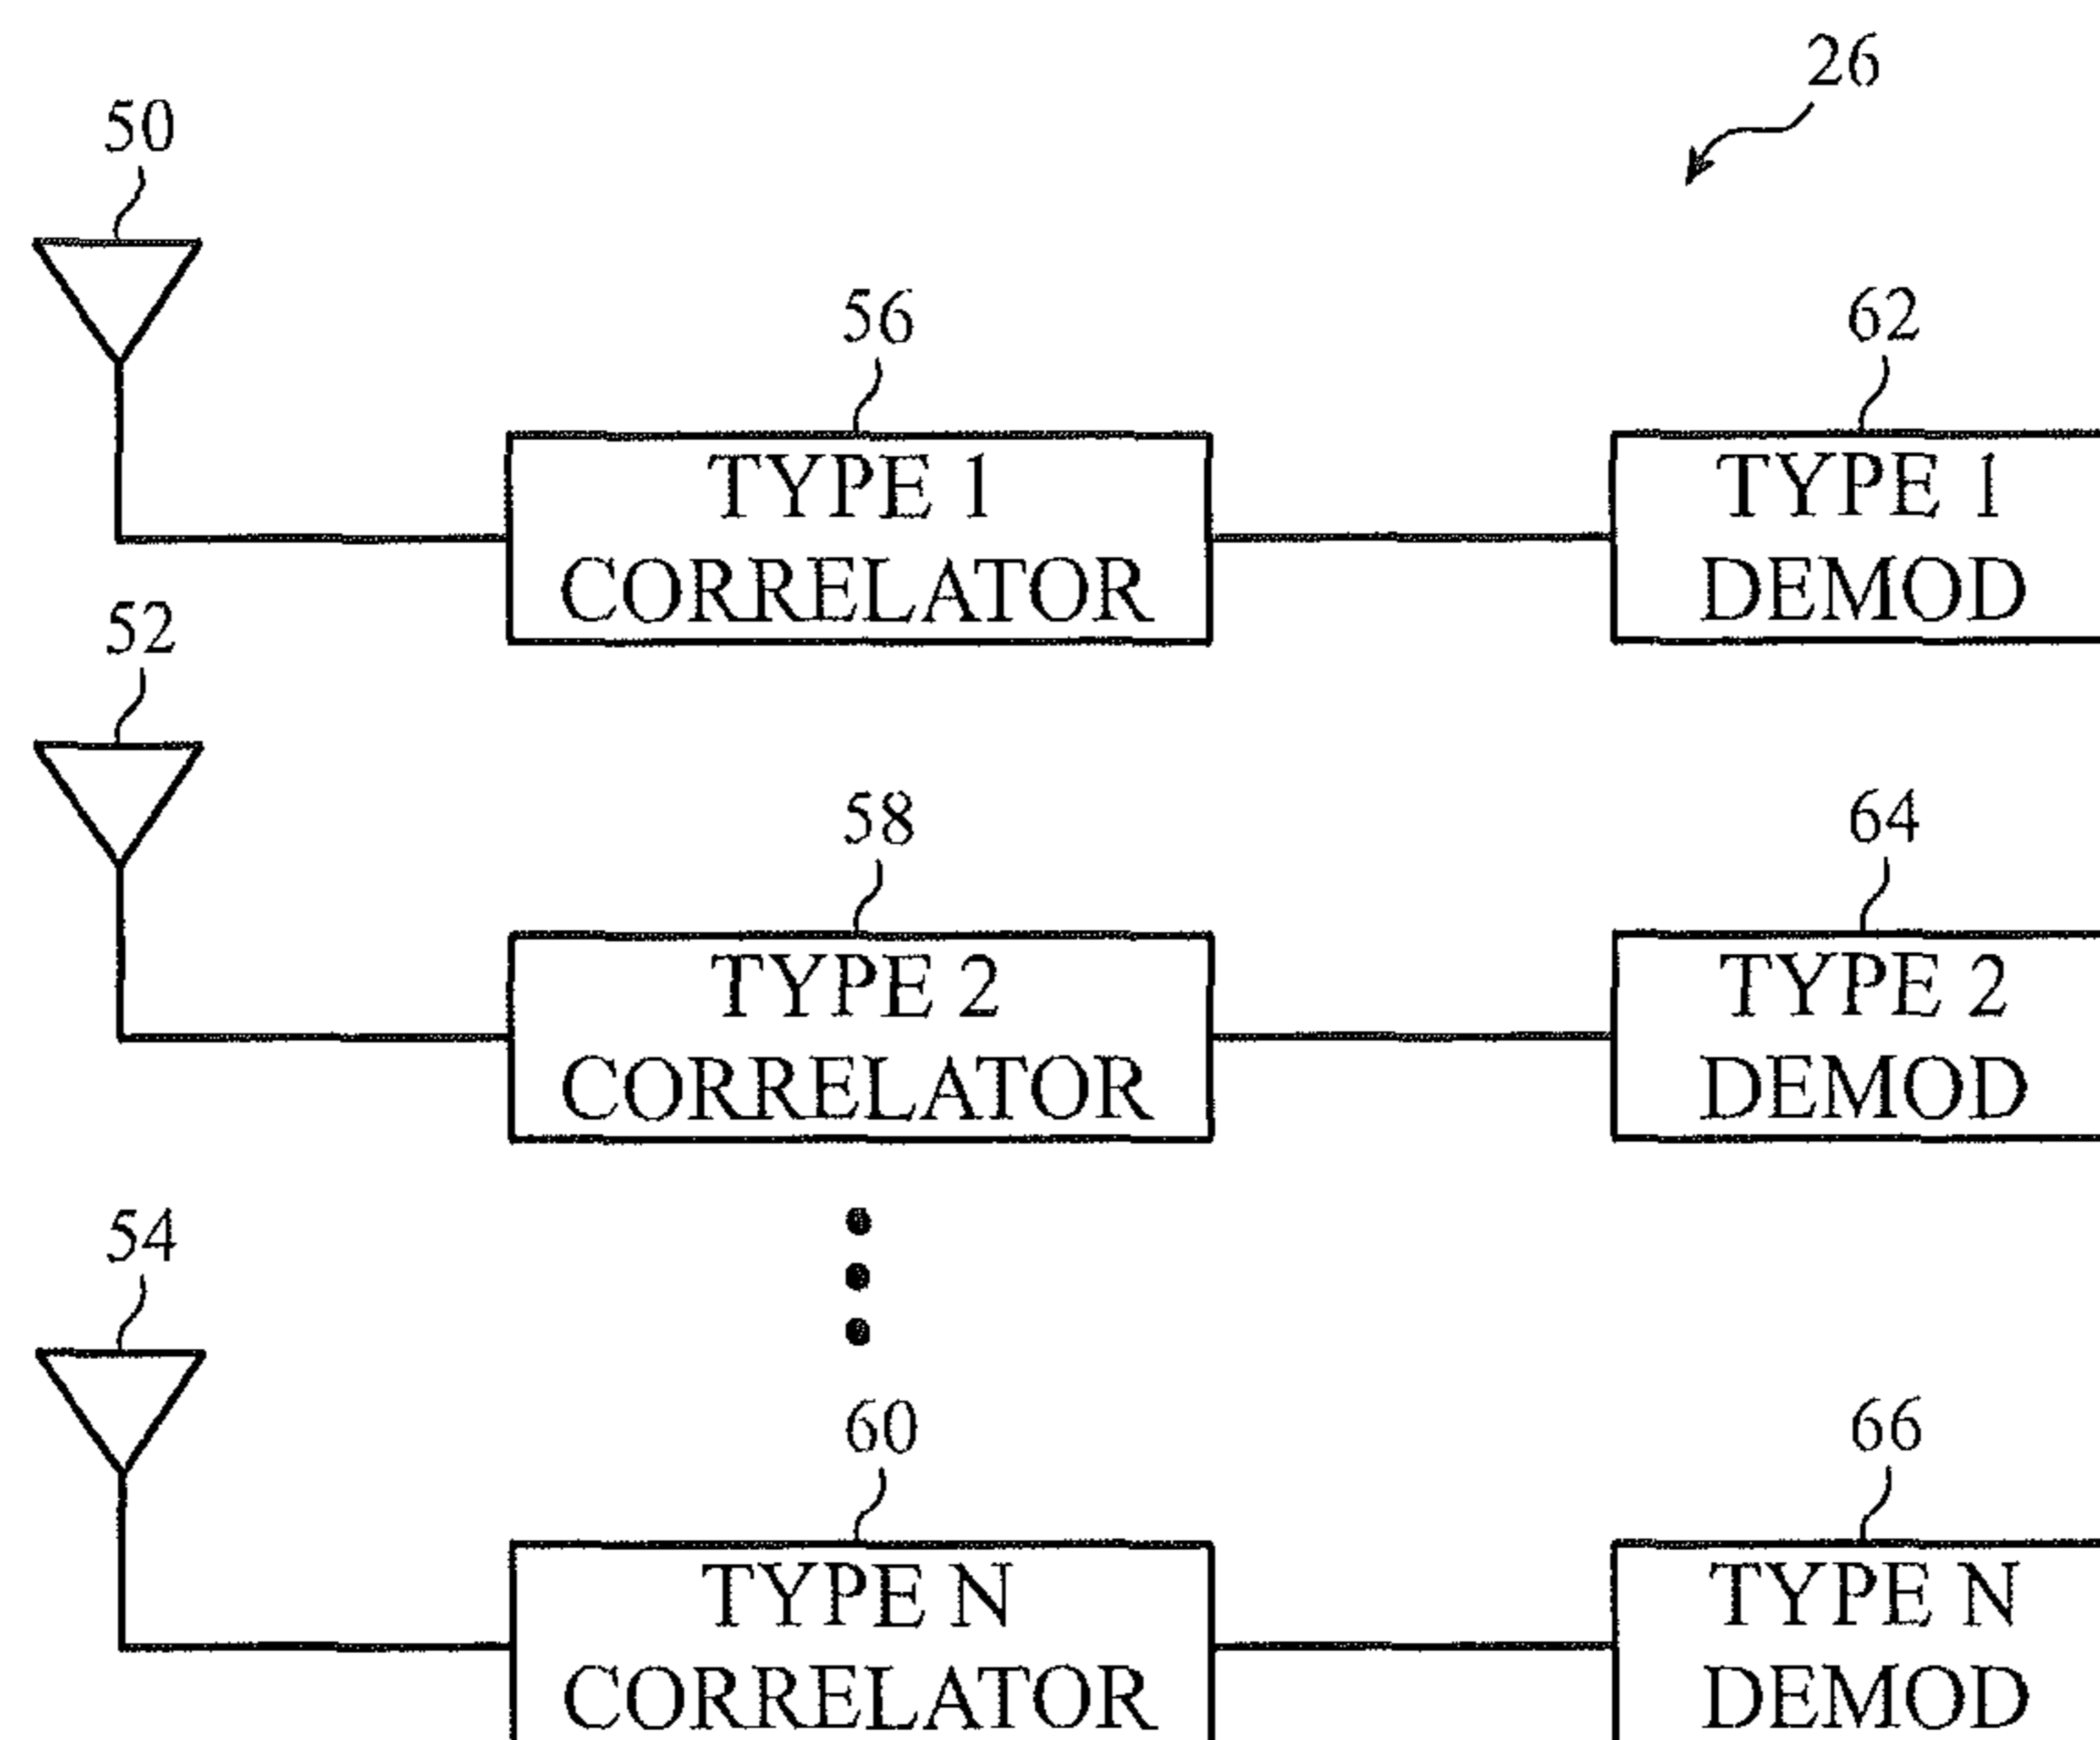 26
50
56
62
TYPE 1
CORRELATOR
TYPE 1
DEMOD
52
58
64
TYPE 2
CORRELATOR
TYPE 2
DEMOD
54
60
66
TYPE N
CORRELATOR
TYPE N
DEMOD